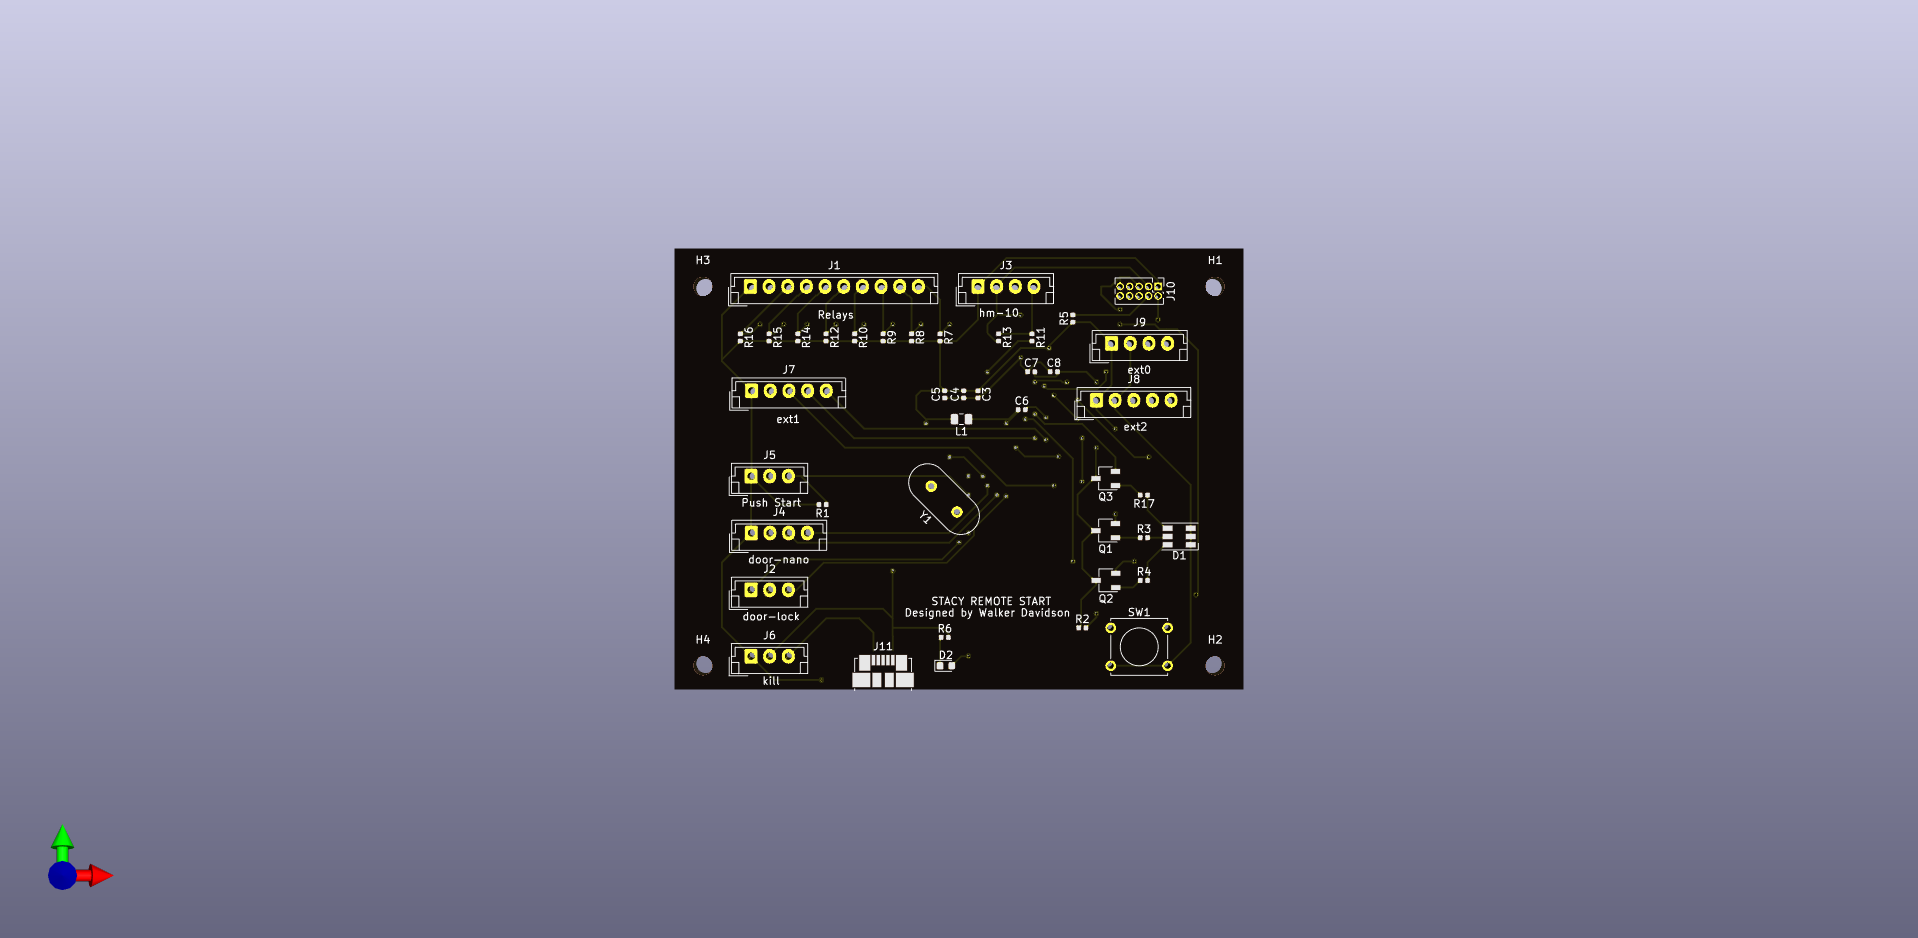 H3
J1
J3
H1
J10
Relays
hm-10
R5
J9
R16
R15
R14
R12
R10
R9
R8
R7
R13
R11
ext0
J7
C7
C8
J8
C5
C4
C3
C6
ext1
L1
ext2
J5
Push Start
R1
J4
Y1
Q3
R17
door-nano
Q1
R3
D1
J2
R4
Q2
door-lock
STACY REMOTE START
Designed by Walker Davidson
R2
SW1
H4
J6
R6
H2
J11
D2
kill